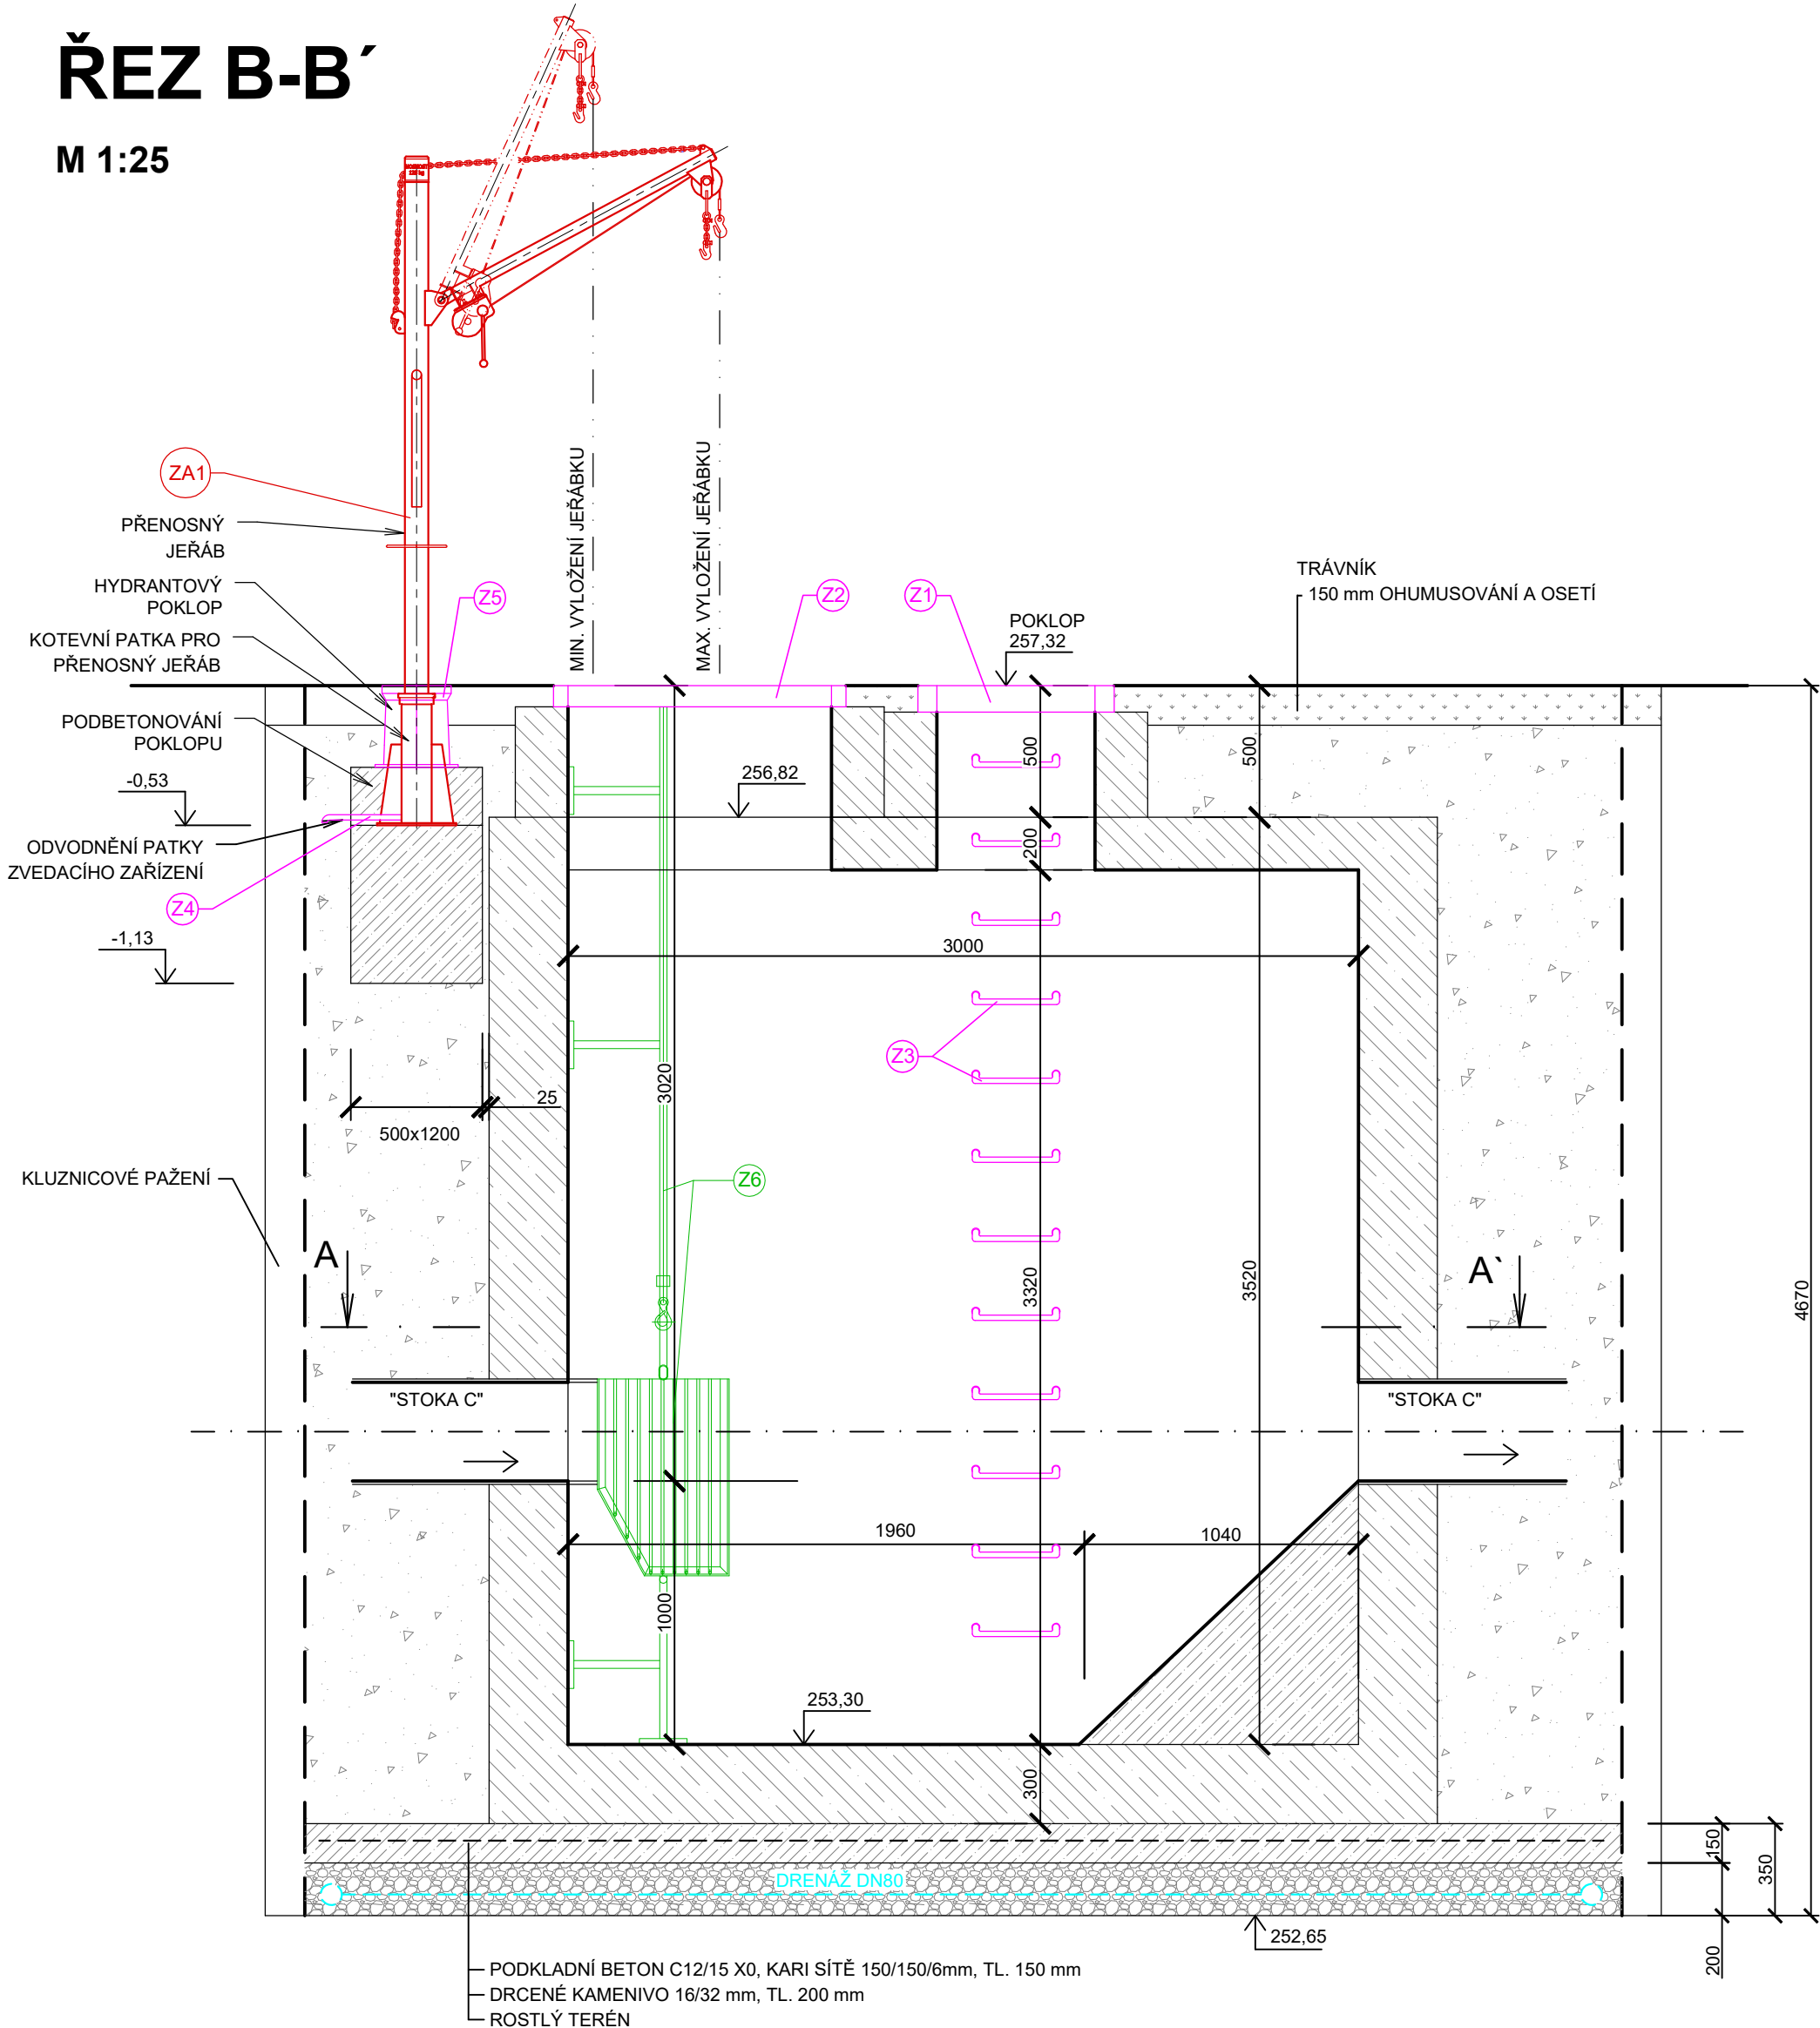 ŘEZ B-B´
M 1:25
ZA1
PŘENOSNÝ
JEŘÁB
HYDRANTOVÝ
POKLOP
KOTEVNÍ PATKA PRO
PŘENOSNÝ JEŘÁB
PODBETONOVÁNÍ
POKLOPU
-0,53
ODVODNĚNÍ PATKY
ZVEDACÍHO ZAŘÍZENÍ
Z4
-1,13
Z5
MIN. VYLOŽENÍ JEŘÁBKU
MAX. VYLOŽENÍ JEŘÁBKU
Z2
Z1
POKLOP
257,32
TRÁVNÍK
150 mm OHUMUSOVÁNÍ A OSETÍ
256,82
500
500
200
3000
Z3
3020
25
500x1200
KLUZNICOVÉ PAŽENÍ
Z6
A
A`
3320
3520
4670
"STOKA C"
"STOKA C"
1960
1040
1000
253,30
300
150
350
DRENÁŽ DN80
252,65
200
PODKLADNÍ BETON C12/15 X0, KARI SÍTĚ 150/150/6mm, TL. 150 mm
DRCENÉ KAMENIVO 16/32 mm, TL. 200 mm
ROSTLÝ TERÉN